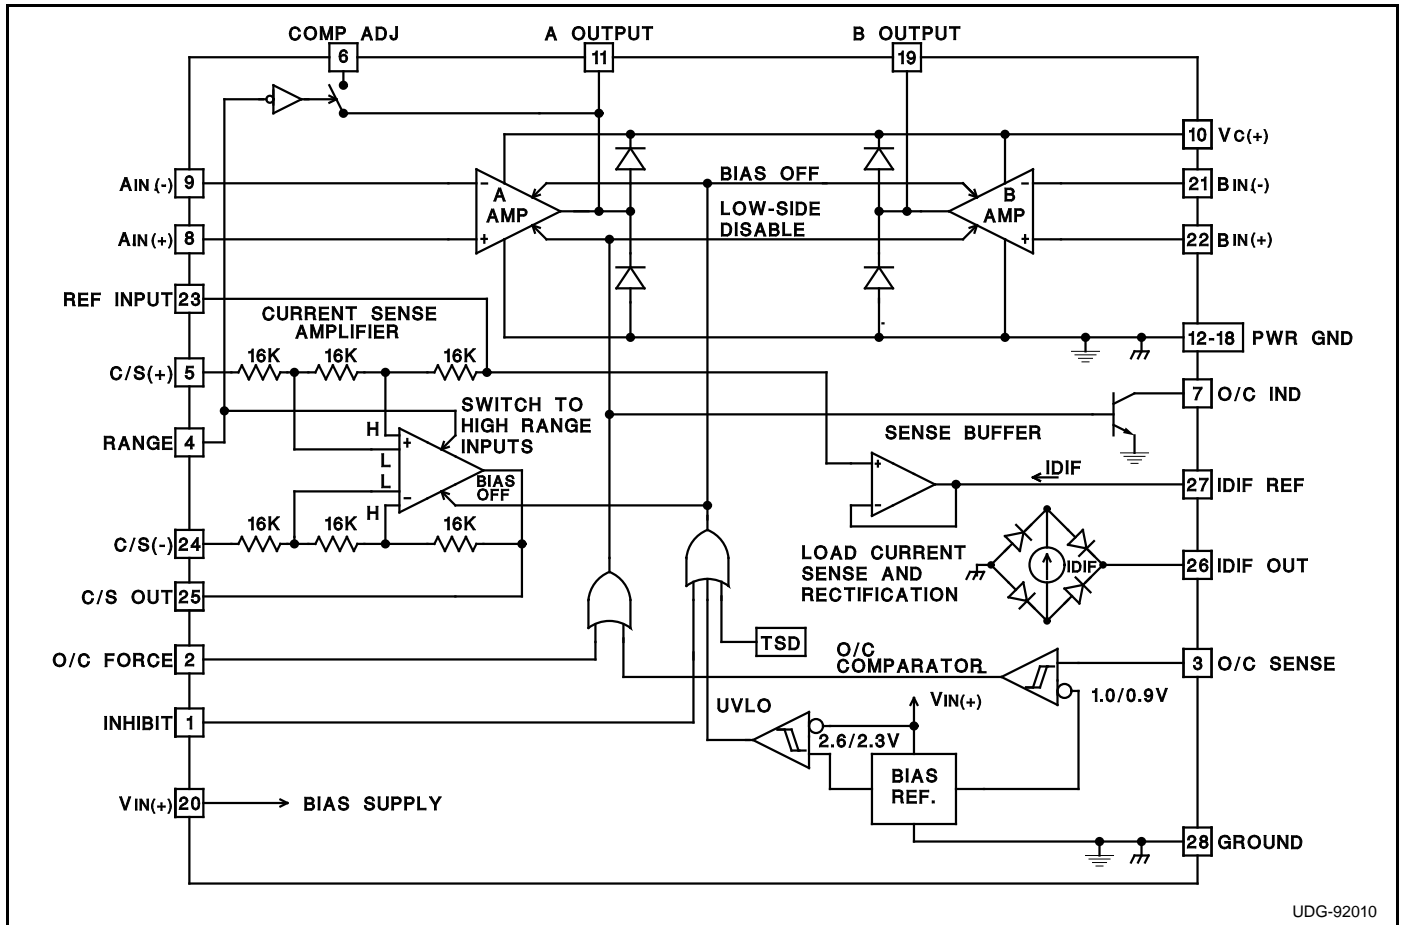 COMP ADJ
A OUTPUT
B OUTPUT
6
11
19
10 VC(+)
AIN(-) 9
A
AMP
-
+
BIAS OFF
B
AMP
-
+
21 BIN(-)
LOW-SIDE
DISABLE
AIN(+) 8
22 BIN(+)
REF INPUT 23
CURRENT SENSE
AMPLIFIER
12-18 PWR GND
16K
16K
16K
C/S(+) 5
7 O/C IND
SWITCH TO
HIGH RANGE
INPUTS
H
+
L
L
-
H
BIAS
OFF
RANGE 4
SENSE BUFFER
+
-
IDIF
27 IDIF REF
16K
16K
16K
C/S(-) 24
LOAD CURRENT
SENSE AND
RECTIFICATION
IDIF
26 IDIF OUT
C/S OUT 25
TSD
O/C FORCE 2
O/C
COMPARATOR
3 O/C SENSE
1.0/0.9V
INHIBIT 1
UVLO
VIN(+)
2.6/2.3V
BIAS
REF.
VIN(+) 20
BIAS SUPPLY
28 GROUND
UDG-92010